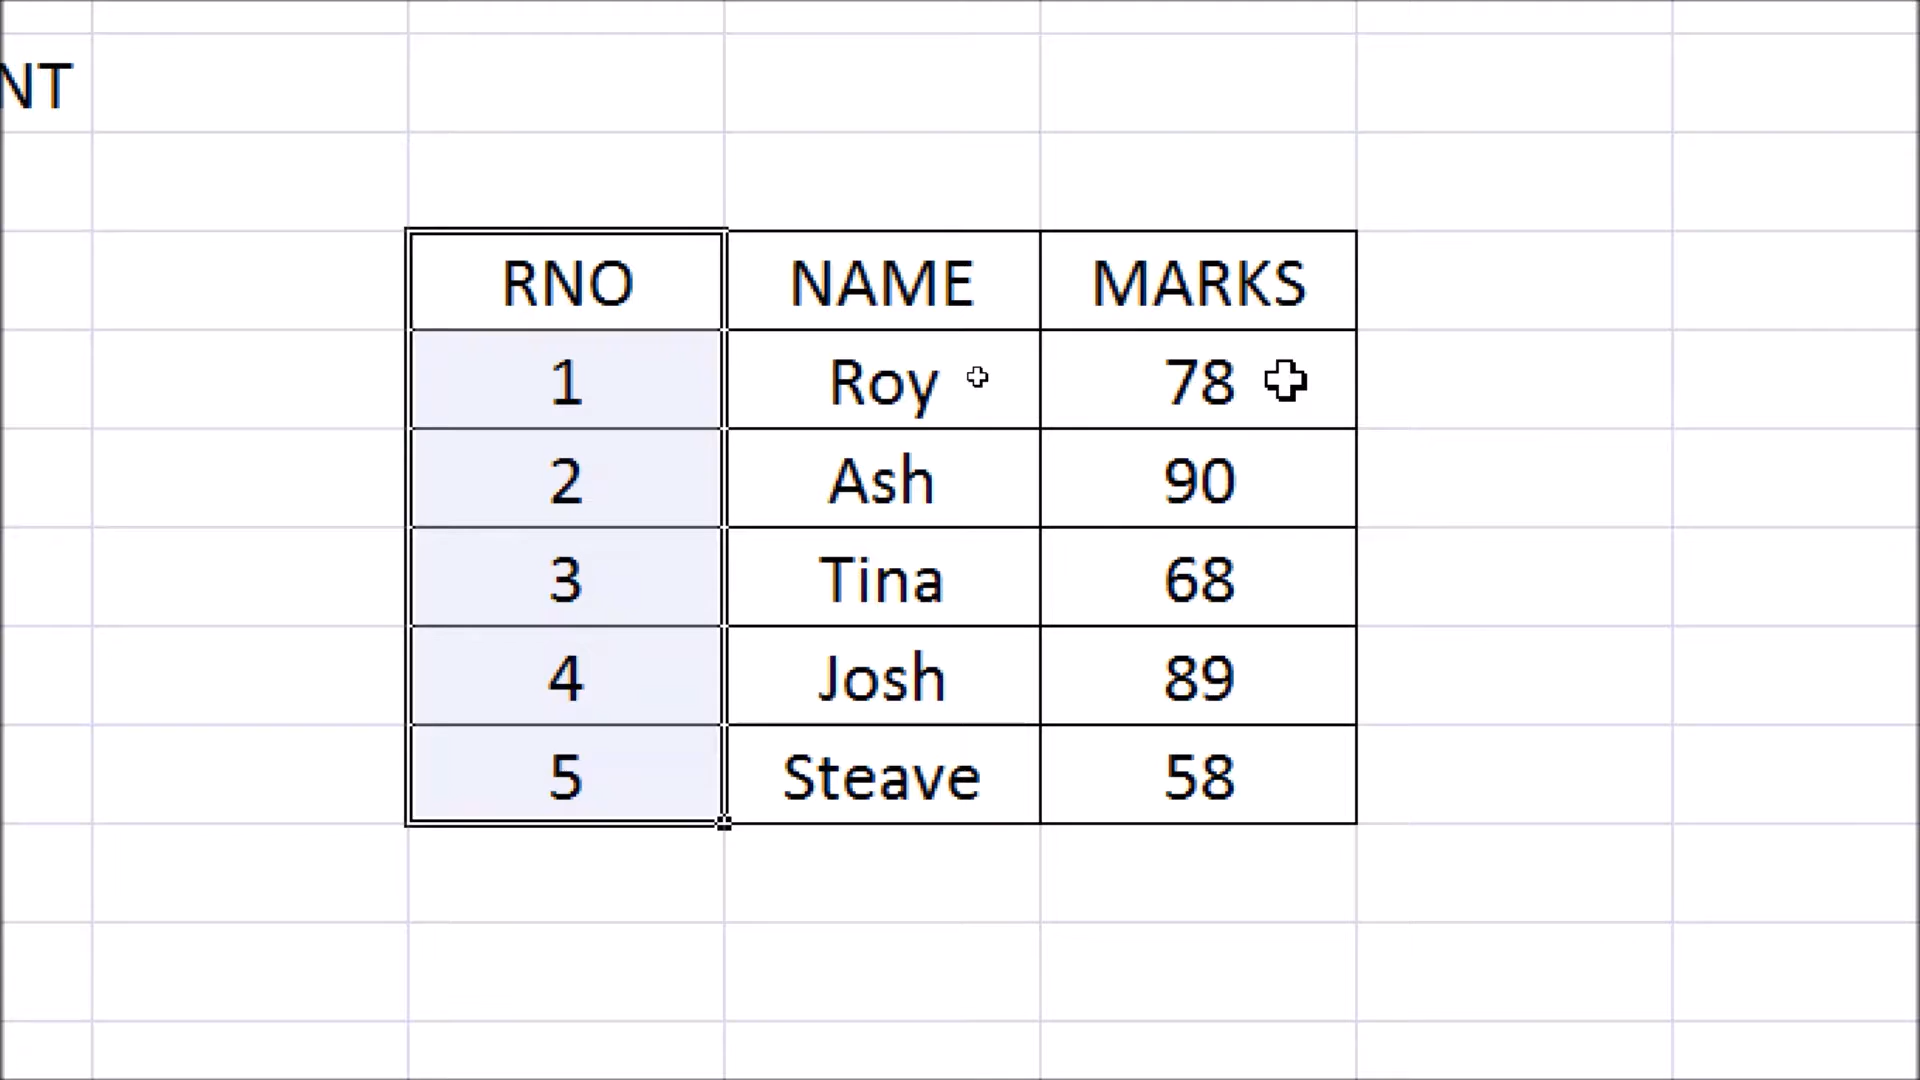 NT
RNO NAME MARKS
1 Roy 78
2 Ash 90
3 Tina 68
4 Josh 89
5 Steave 58